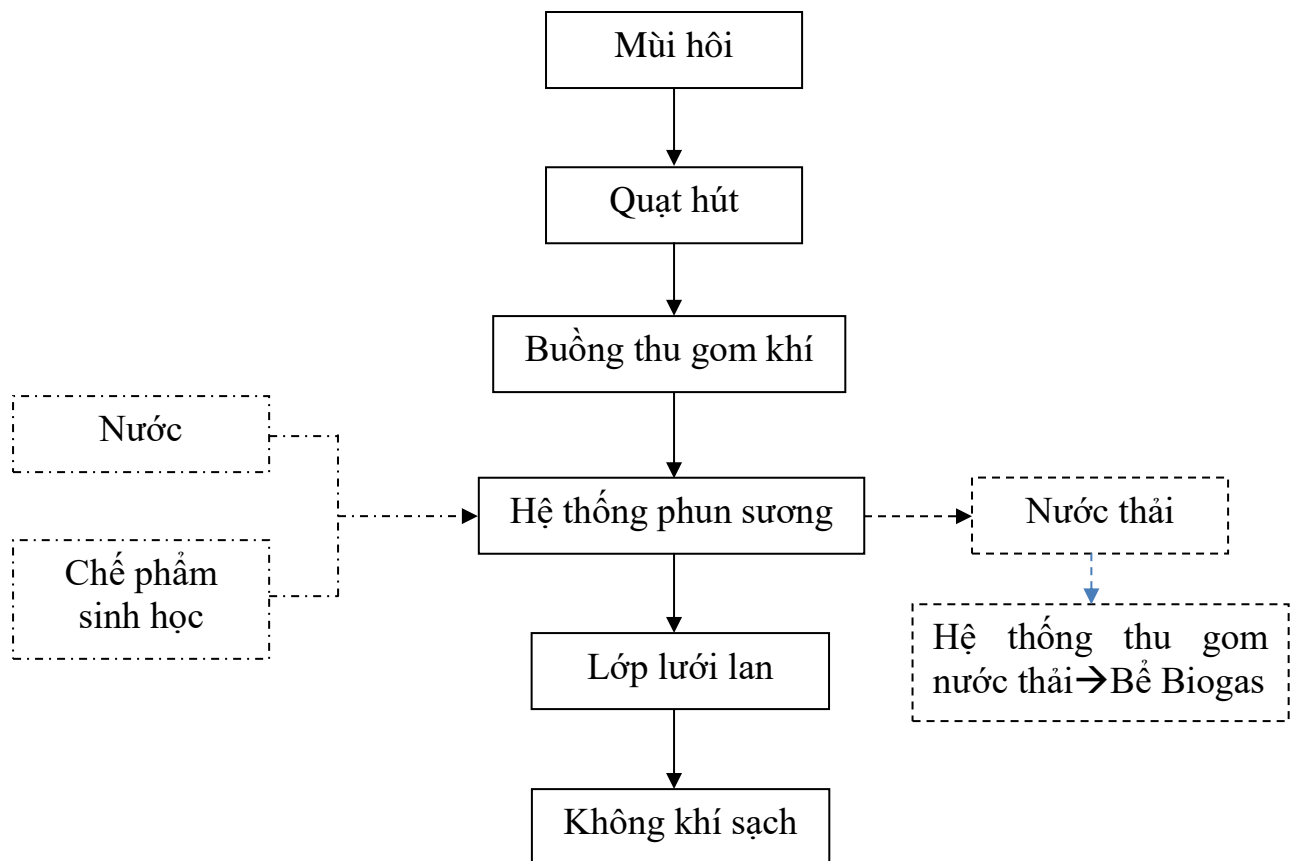 Mùi hôi
Quạt hút
Buồng thu gom khí
Nước
Hệ thống phun sương
Nước thải
Chế phẩm
sinh học
Hệ thống thu gom
nước thải→Bể Biogas
Lớp lưới lan
Không khí sạch